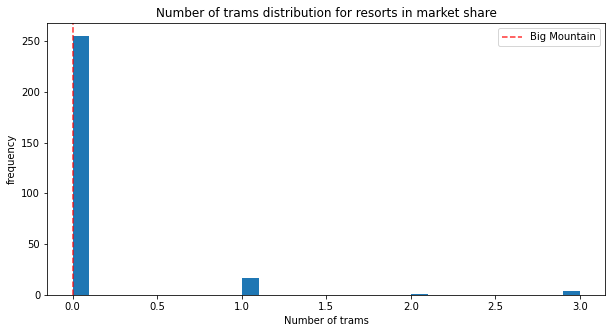 Number of trams distribution for resorts in market share
Big Mountain
frequency
250
200
150
100
50
0
0.0 0.5 1.0 1.5 2.0 2.5 3.0
Number of trams